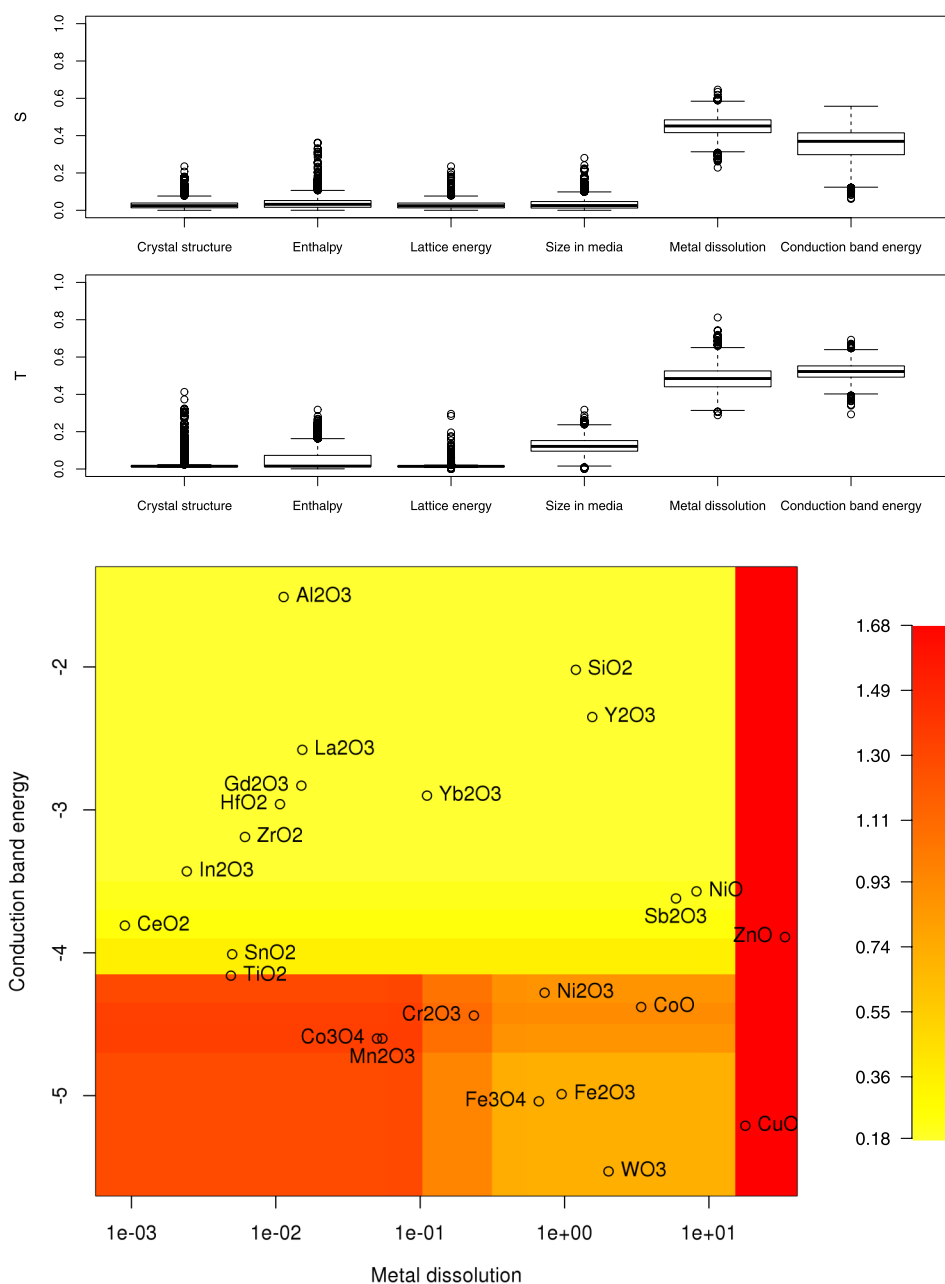 1.0
0.8
0.6
0.4
0.2
0.0
S
Crystal structure Enthalpy Lattice energy Size in media Metal dissolution Conduction band energy
1.0
0.8
0.6
0.4
0.2
0.0
T
Crystal structure Enthalpy Lattice energy Size in media Metal dissolution Conduction band energy
Al2O3
SiO2
Y2O3
La2O3
Gd2O3
HfO2
Yb2O3
ZrO2
In2O3
NiO
Sb2O3
CeO2
ZnO
SnO2
TiO2
Ni2O3
CoO
Cr2O3
Co3O4
Mn2O3
Fe3O4
Fe2O3
CuO
WO3
-2
-3
-4
-5
Conduction band energy
1e-03 1e-02 1e-01 1e+00 1e+01
Metal dissolution
1.68
1.49
1.30
1.11
0.93
0.74
0.55
0.36
0.18